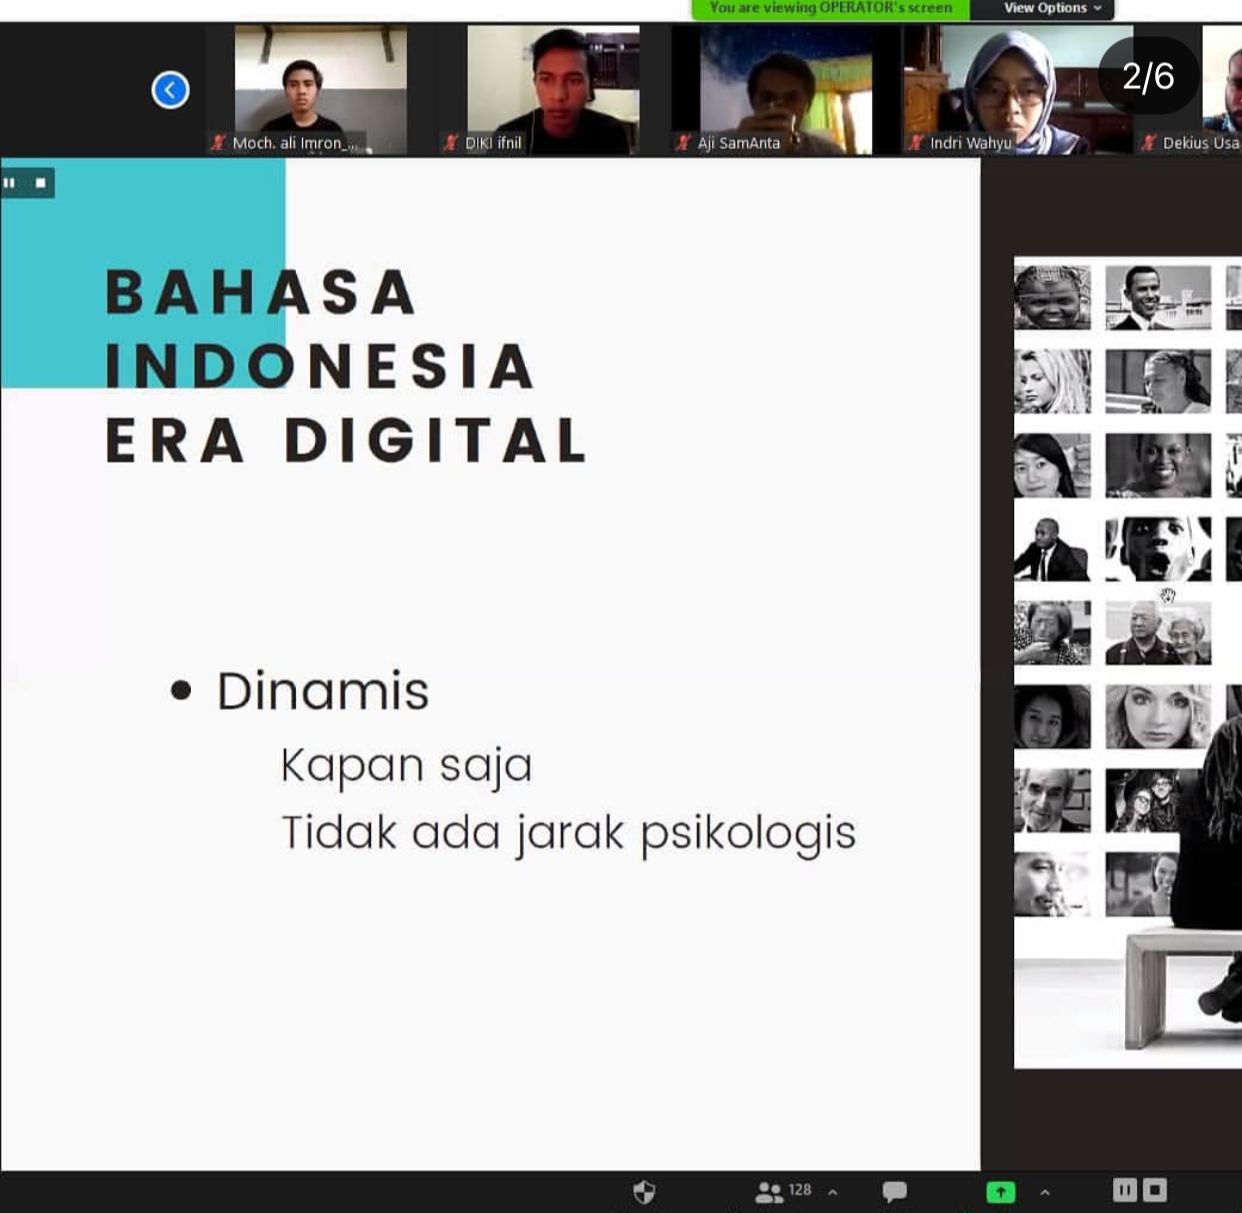 You are viewing OPERATOR's screen
View Options
2/6
Moch. ali Imron_...
DIKI ifnil
Aji SamAnta
Indri Wahyu
Dekius Usa
BAHASA
INDONESIA
ERA DIGITAL
• Dinamis
Kapan saja
Tidak ada jarak psikologis
128